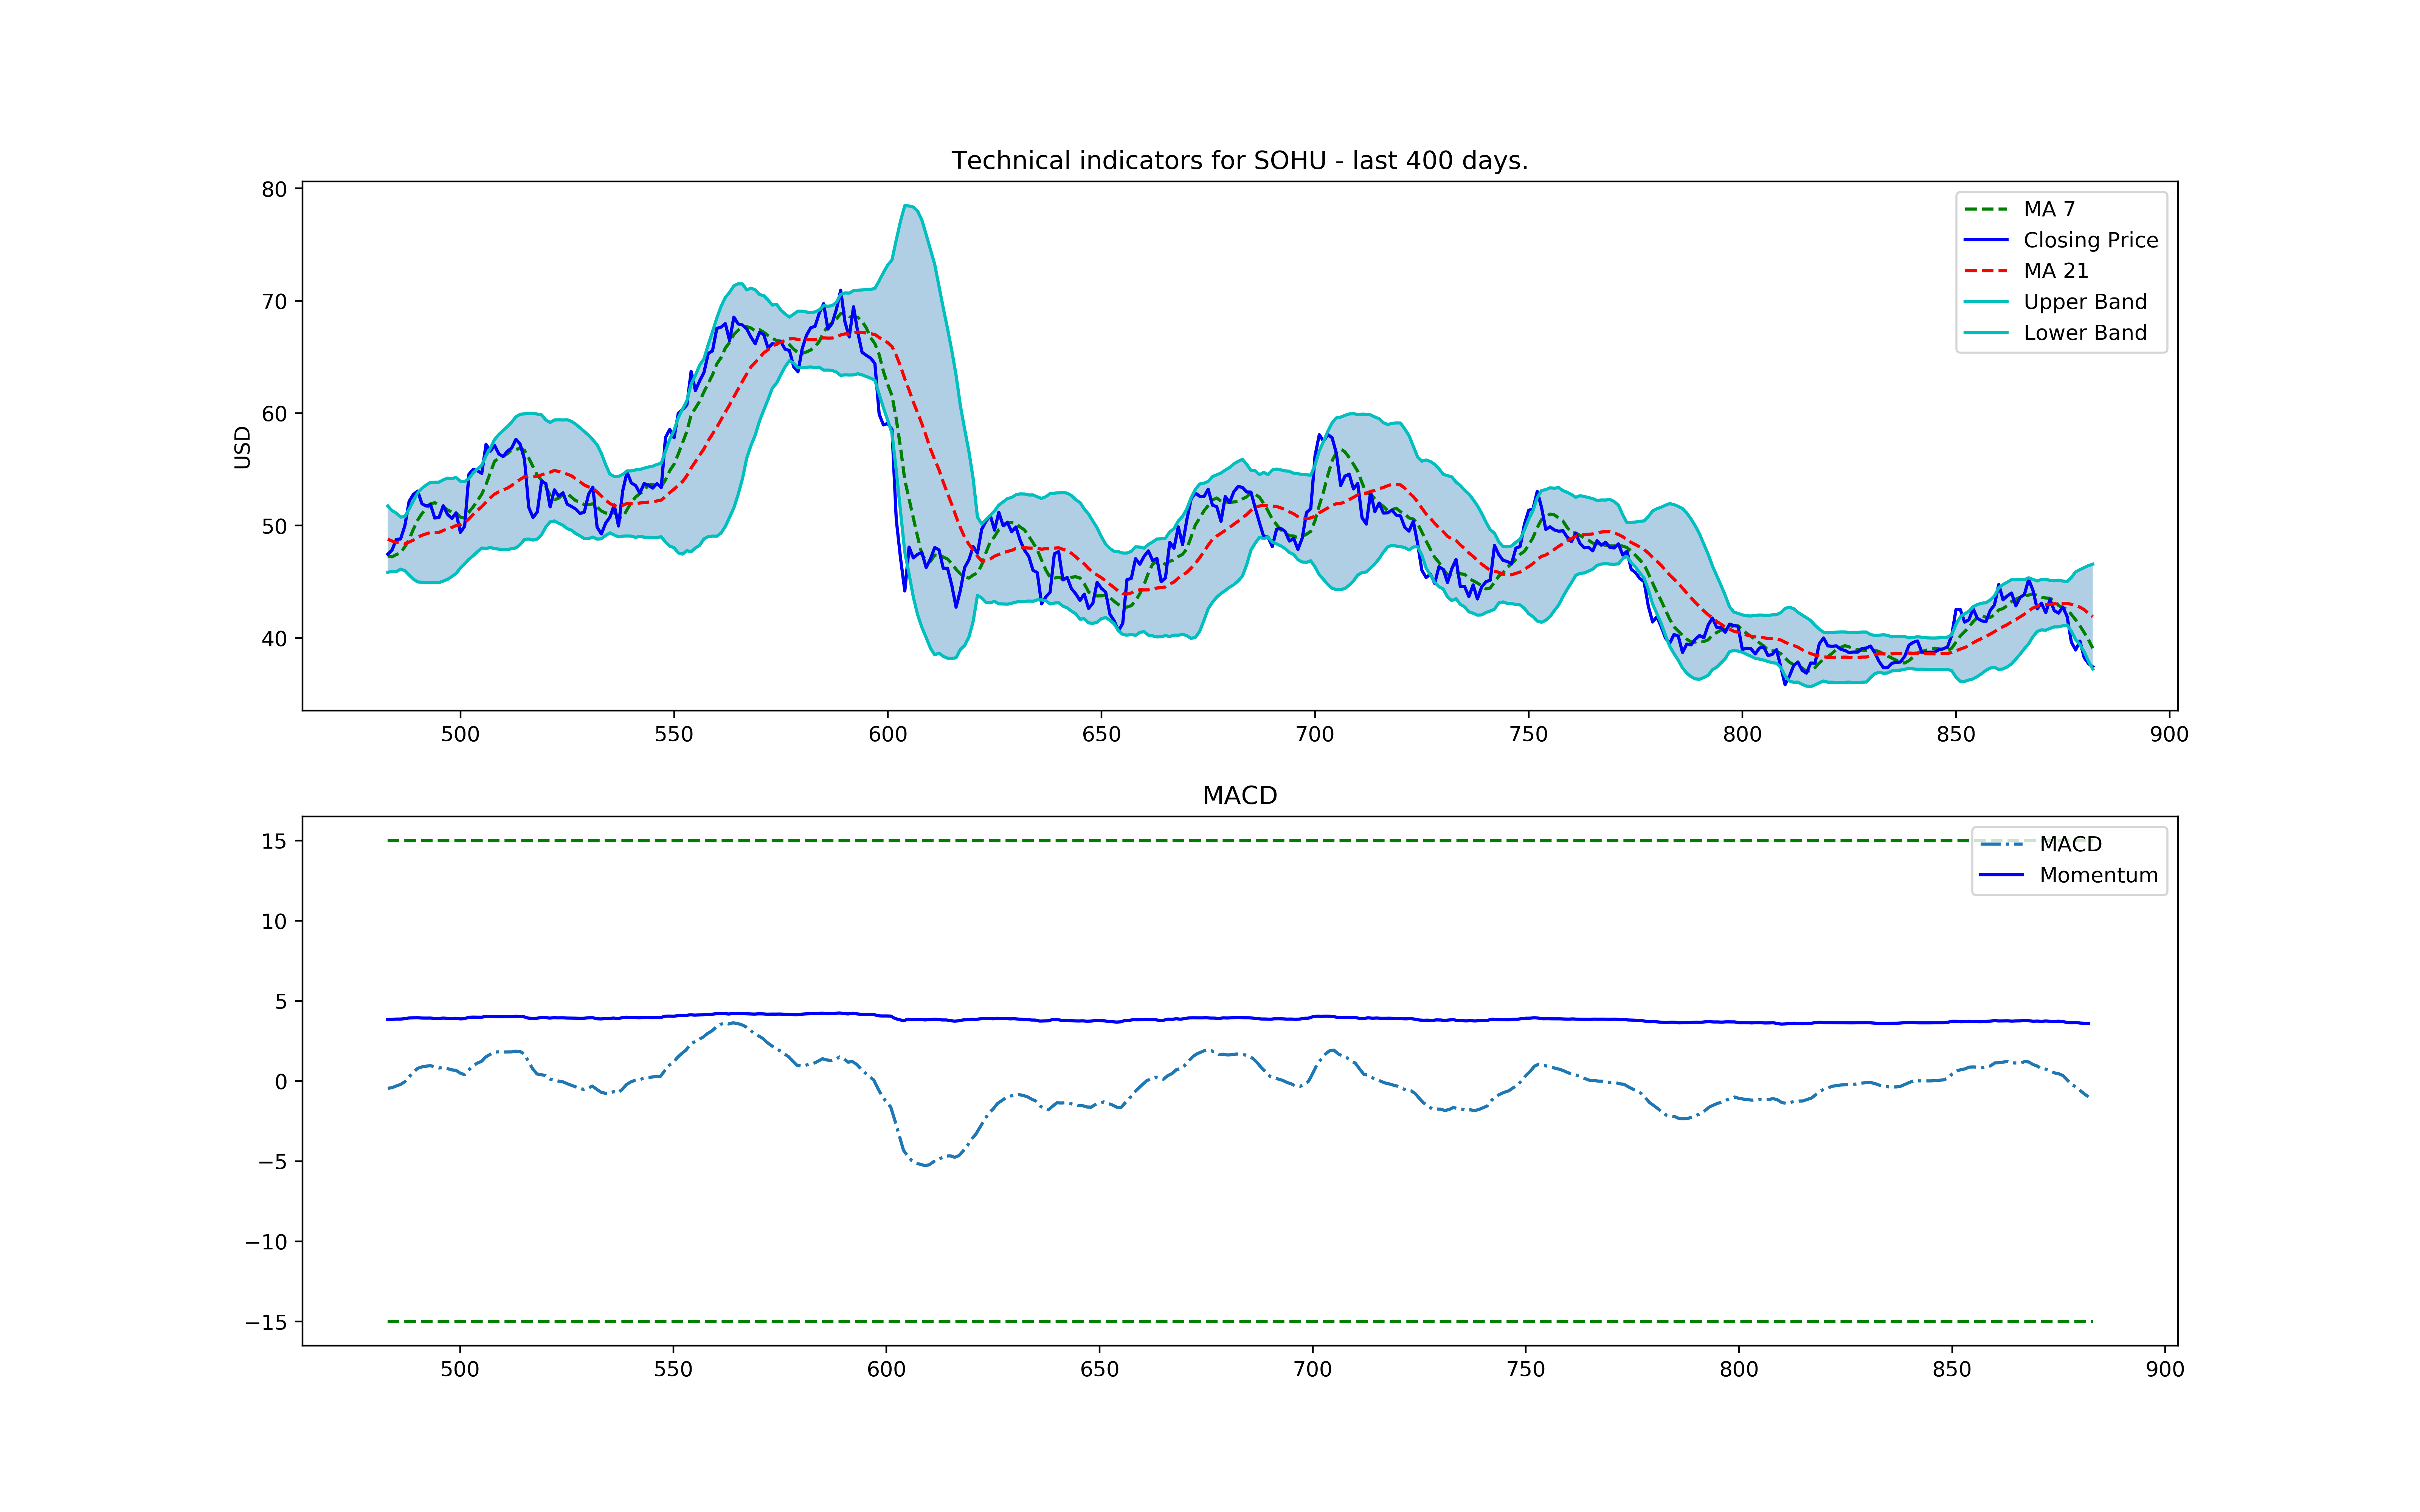 Technical indicators for SOHU - last 400 days.
80
70
60
50
40
USD
MA 7
Closing Price
MA 21
Upper Band
Lower Band
500 550 600 650 700 750 800 850 900
MACD
15
10
5
0
−5
−10
−15
MACD
Momentum
500 550 600 650 700 750 800 850 900